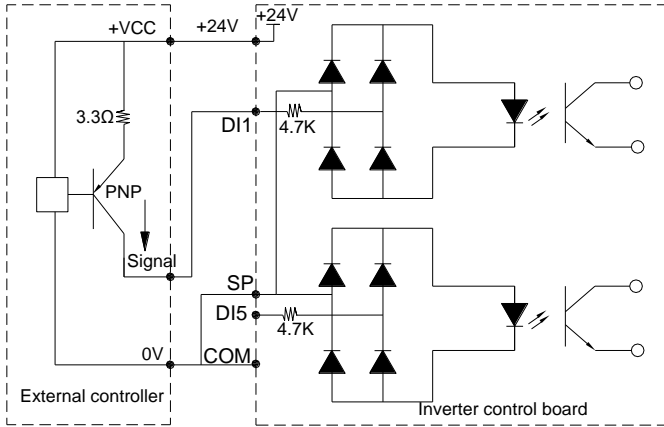 +VCC
+24V
+24V
3.3Ω
DI1
4.7K
PNP
Signal
SP
DI5
4.7K
0V
COM
External controller
Inverter control board